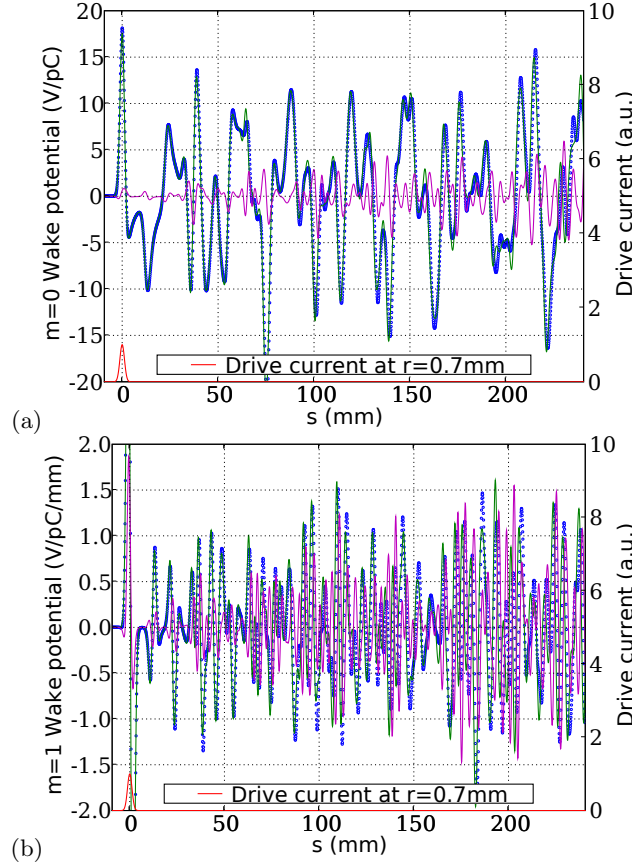 20
15
10
5
0
-5
-10
-15
-20
m=0 Wake potential (V/pC)
10
8
6
4
2
0
Drive current (a.u.)
Drive current at r=0.7mm
0 50 100 150 200
s (mm)
(a)
2.0
1.5
1.0
0.5
0.0
-0.5
-1.0
-1.5
-2.0
m=1 Wake potential (V/pC/mm)
10
8
6
4
2
0
Drive current (a.u.)
Drive current at r=0.7mm
0 50 100 150 200
s (mm)
(b)